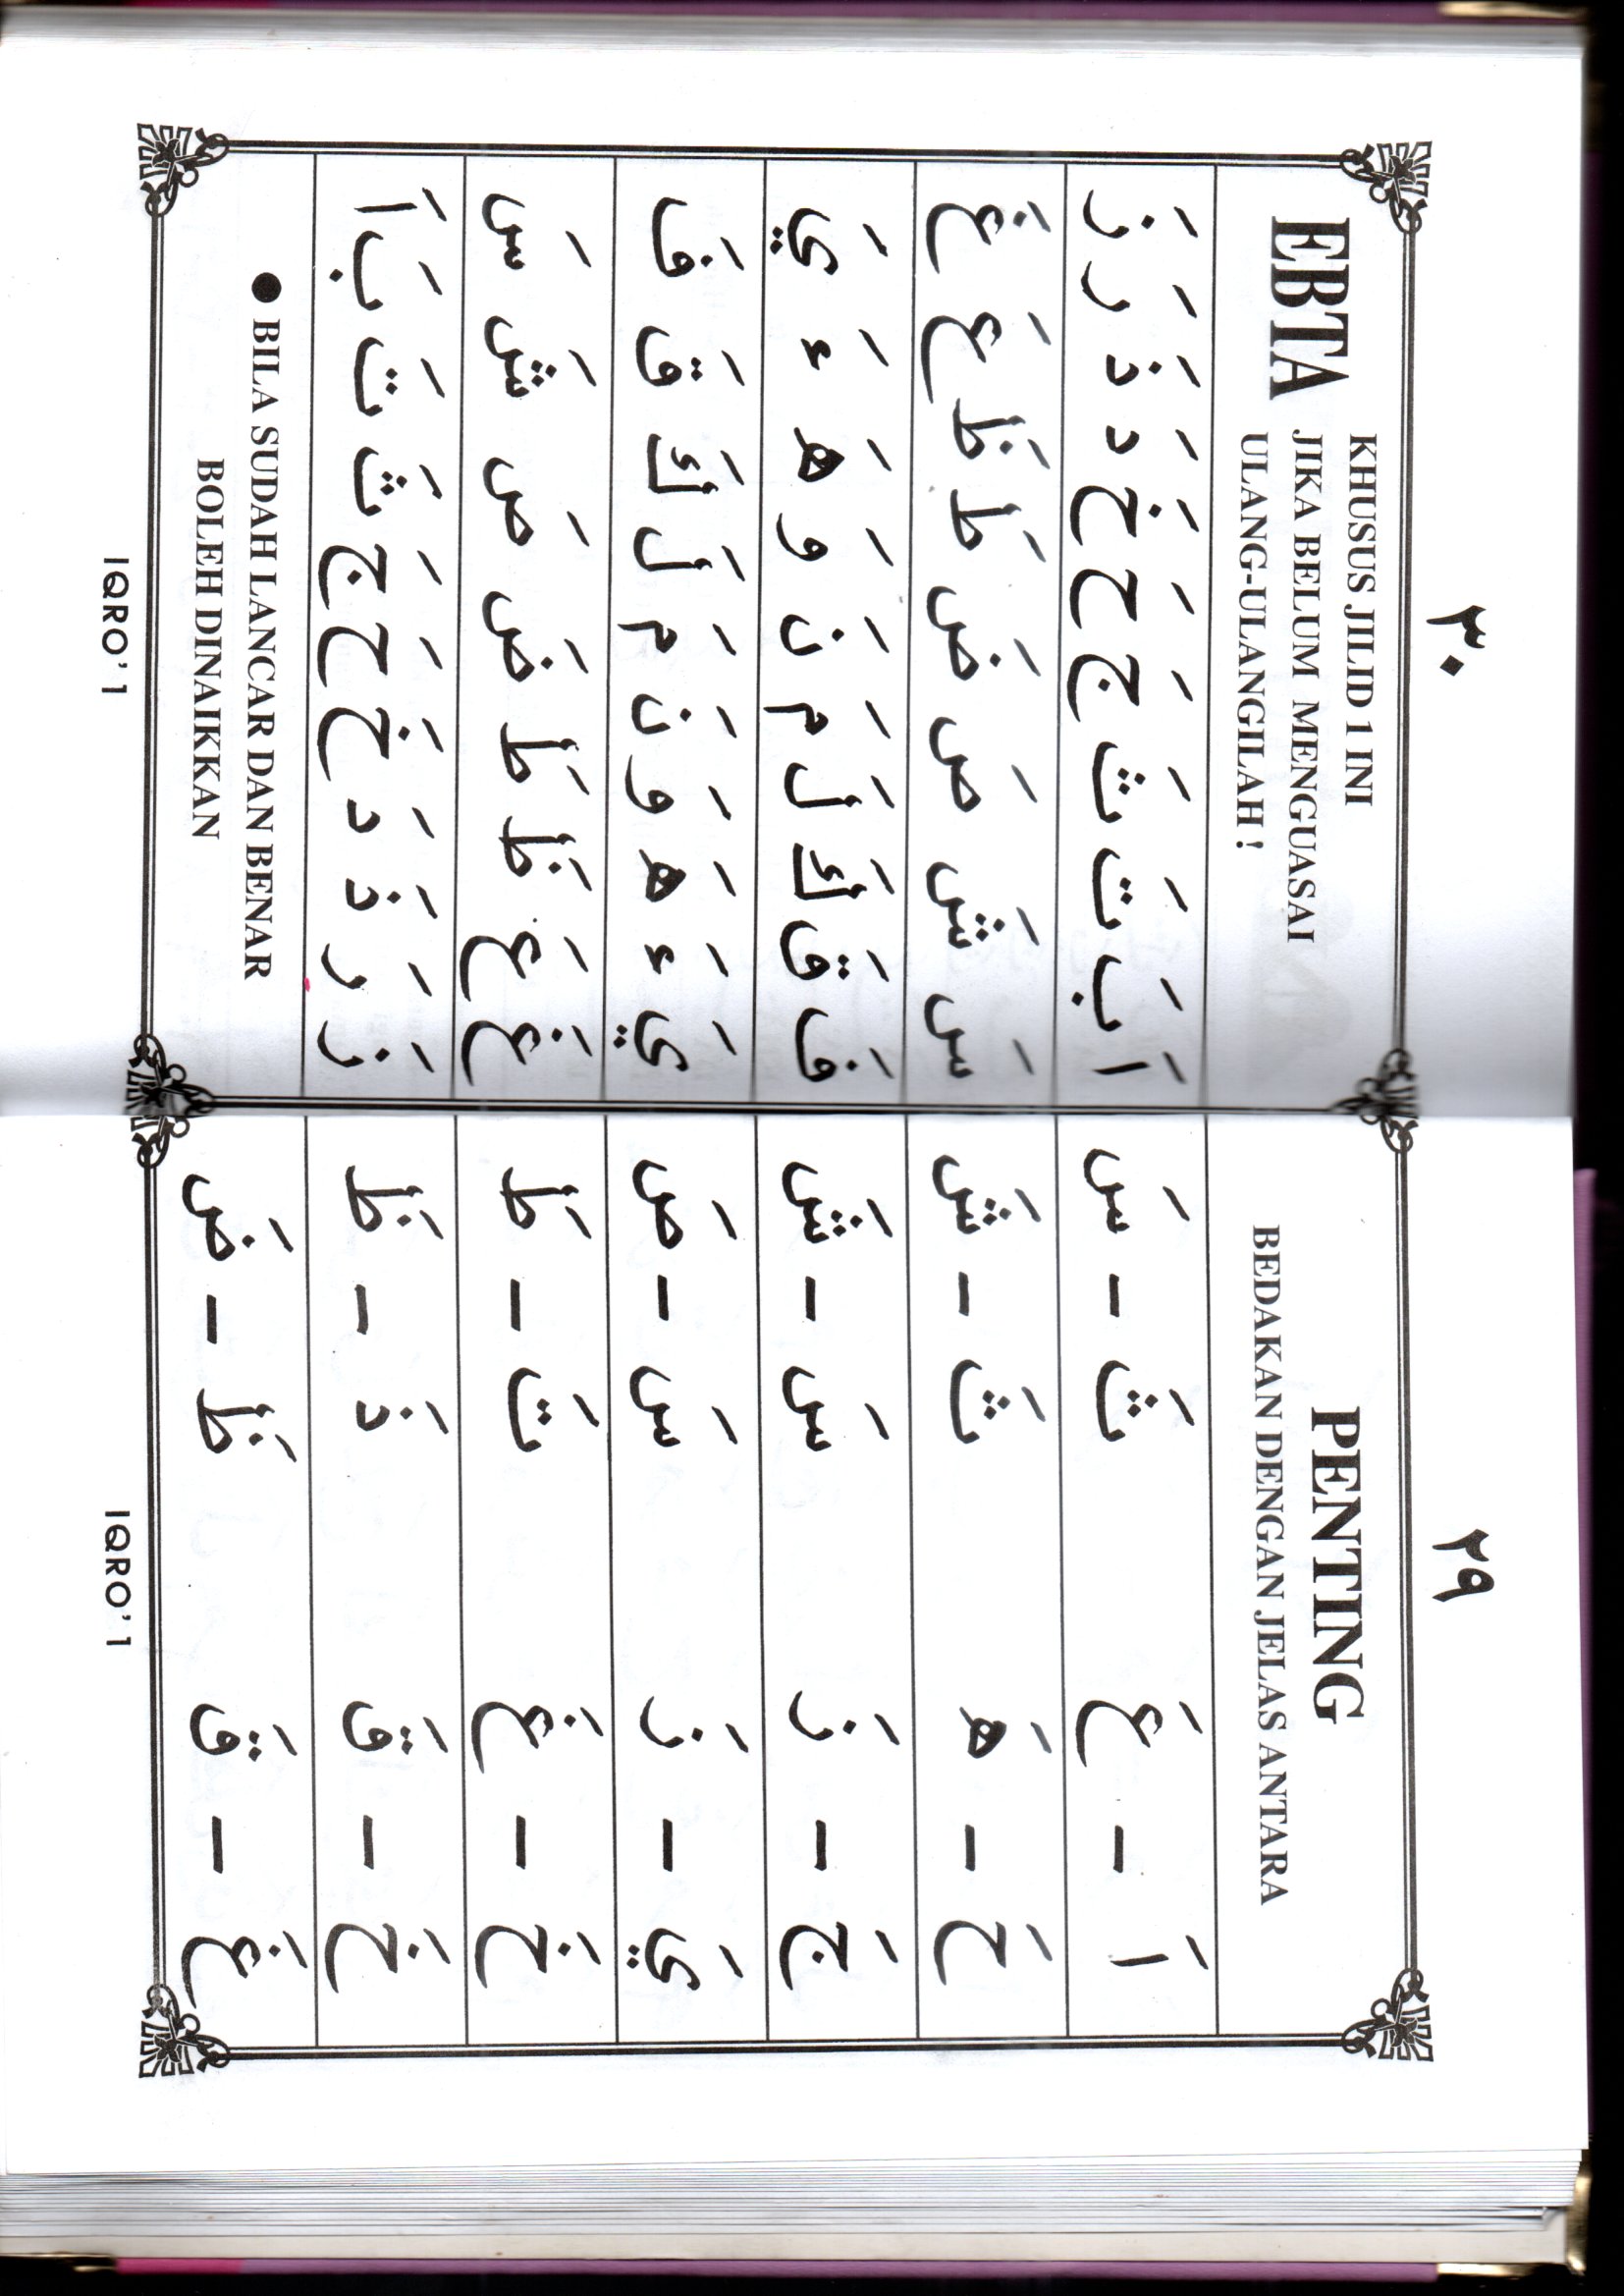 ٢٩
PENTING
BEDAKAN DENGAN JELAS ANTARA
اَ – عَ ثَ – سَ
حَ – هَ ثَ – شَ
جَ – زَ سَ – شَ
يَ – زَ سَ – صَ
خَ – غَ تَ – طَ
خَ – قَ ذَ – ظَ
غَ – قَ ظَ – ضَ
IQRO' 1
٣٠
EBTA
KHUSUS JILID 1 INI
JIKA BELUM MENGUASAI
ULANG-ULANGILAH !
اَ بَ تَ ثَ جَ حَ خَ دَ ذَ رَ زَ
سَ شَ صَ ضَ طَ ظَ عَ غَ
فَ قَ كَ لَ مَ نَ وَ هَ ءَ يَ
يَ ءَ هَ وَ نَ مَ لَ كَ قَ فَ
غَ عَ ظَ طَ ضَ صَ شَ سَ
زَ رَ ذَ دَ خَ حَ جَ ثَ تَ بَ اَ
● BILA SUDAH LANCAR DAN BENAR
BOLEH DINAIKKAN
IQRO' 1